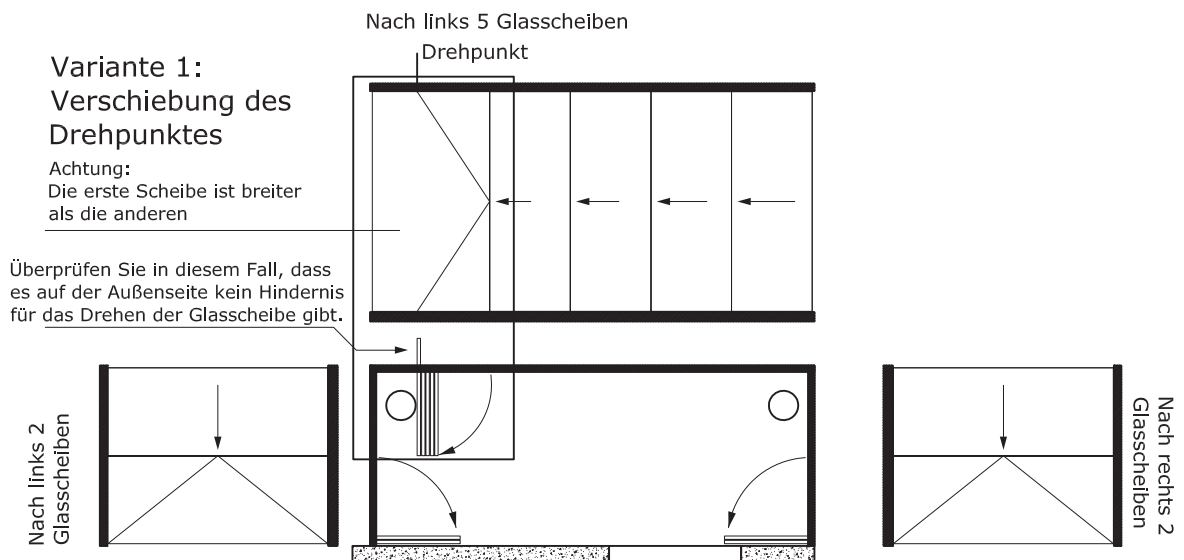 Nach links 5 Glasscheiben
Drehpunkt
Variante 1:
Verschiebung des
Drehpunktes
Achtung:
Die erste Scheibe ist breiter
als die anderen
Überprüfen Sie in diesem Fall, dass
es auf der Außenseite kein Hindernis
für das Drehen der Glasscheibe gibt.
Nach links 2
Glasscheiben
Nach rechts 2
Glasscheiben